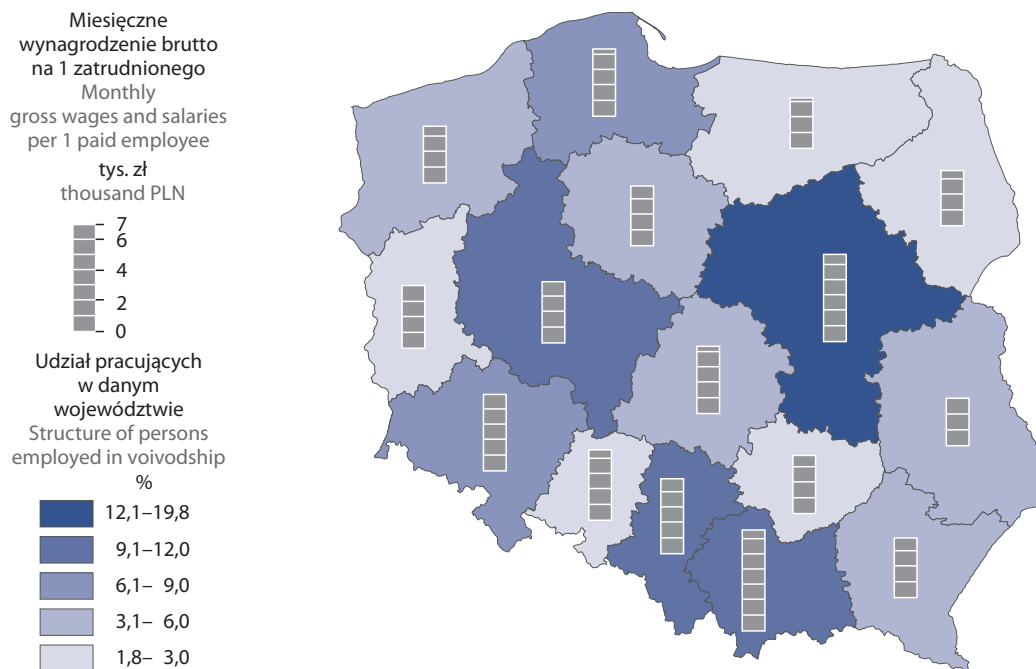 Miesięczne
wynagrodzenie brutto
na 1 zatrudnionego
Monthly
gross wages and salaries
per 1 paid employee
tys. zł
thousand PLN
7
6
4
2
0
Udział pracujących
w danym
województwie
Structure of persons
employed in voivodship
%
12,1–19,8
9,1–12,0
6,1– 9,0
3,1– 6,0
1,8– 3,0